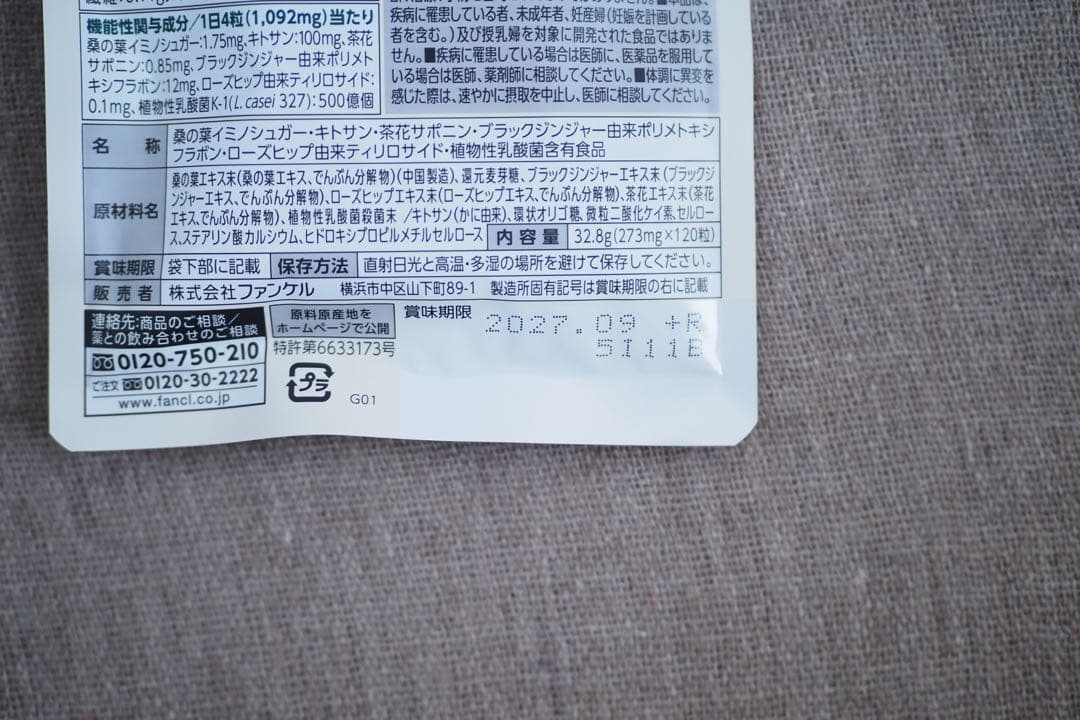 機能性関与成分/1日4粒(1,092mg)当たり
桑の葉イミノシュガー:1.75mg、キトサン:100mg、茶花
サポニン:0.85mg、ブラックジンジャー由来ポリメト
キシフラボン:12mg、ローズヒップ由来ティリロサイド:
0.1mg、植物性乳酸菌K-1(L. casei 327):500億個
疾病に罹患している者、未成年者、妊産婦(妊娠を計画している
者を含む。)及び授乳婦を対象に開発された食品ではありま
せん。■疾病に罹患している場合は医師に、医薬品を服用して
いる場合は医師、薬剤師に相談してください。■体調に異変を
感じた際は、速やかに摂取を中止し、医師に相談してください。
名 称
桑の葉イミノシュガー・キトサン・茶花サポニン・ブラックジンジャー由来ポリメトキシ
フラボン・ローズヒップ由来ティリロサイド・植物性乳酸菌含有食品
原材料名
桑の葉エキス末(桑の葉エキス、でんぷん分解物)(中国製造)、還元麦芽糖、ブラックジンジャーエキス末(ブラックジ
ンジャーエキス、でんぷん分解物)、ローズヒップエキス末(ローズヒップエキス、でんぷん分解物)、茶花エキス末(茶花
エキス、でんぷん分解物)、植物性乳酸菌殺菌末 /キトサン(かに由来)、環状オリゴ糖、微粒二酸化ケイ素、セルロー
ス、ステアリン酸カルシウム、ヒドロキシプロピルメチルセルロース
内容量 32.8g(273mg×120粒)
賞味期限 袋下部に記載 保存方法 直射日光と高温・多湿の場所を避けて保存してください。
販売者 株式会社ファンケル 横浜市中区山下町89-1 製造所固有記号は賞味期限の右に記載
連絡先:商品のご相談/
薬との飲み合わせのご相談
0120-750-210
ご注文 0120-30-2222
www.fancl.co.jp
原料原産地を
ホームページで公開
特許第6633173号
プラ
G01
賞味期限
2027.09 +R
5I11B